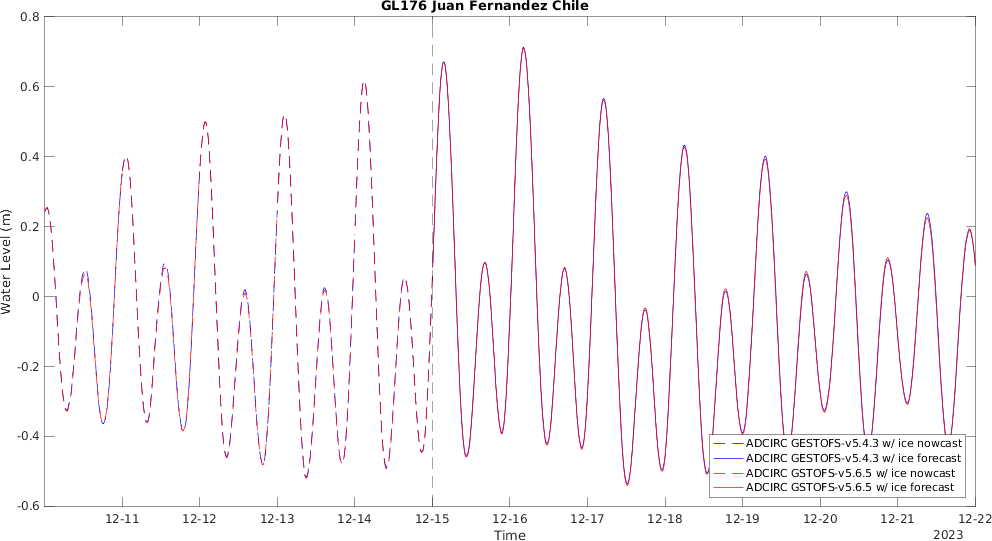 GL176 Juan Fernandez Chile
0.8
0.6
0.4
0.2
0
-0.2
-0.4
-0.6
Water Level (m)
ADCIRC GESTOFS-v5.4.3 w/ ice nowcast
ADCIRC GESTOFS-v5.4.3 w/ ice forecast
ADCIRC GSTOFS-v5.6.5 w/ ice nowcast
ADCIRC GSTOFS-v5.6.5 w/ ice forecast
12-11 12-12 12-13 12-14 12-15 12-16 12-17 12-18 12-19 12-20 12-21 12-22
Time
2023